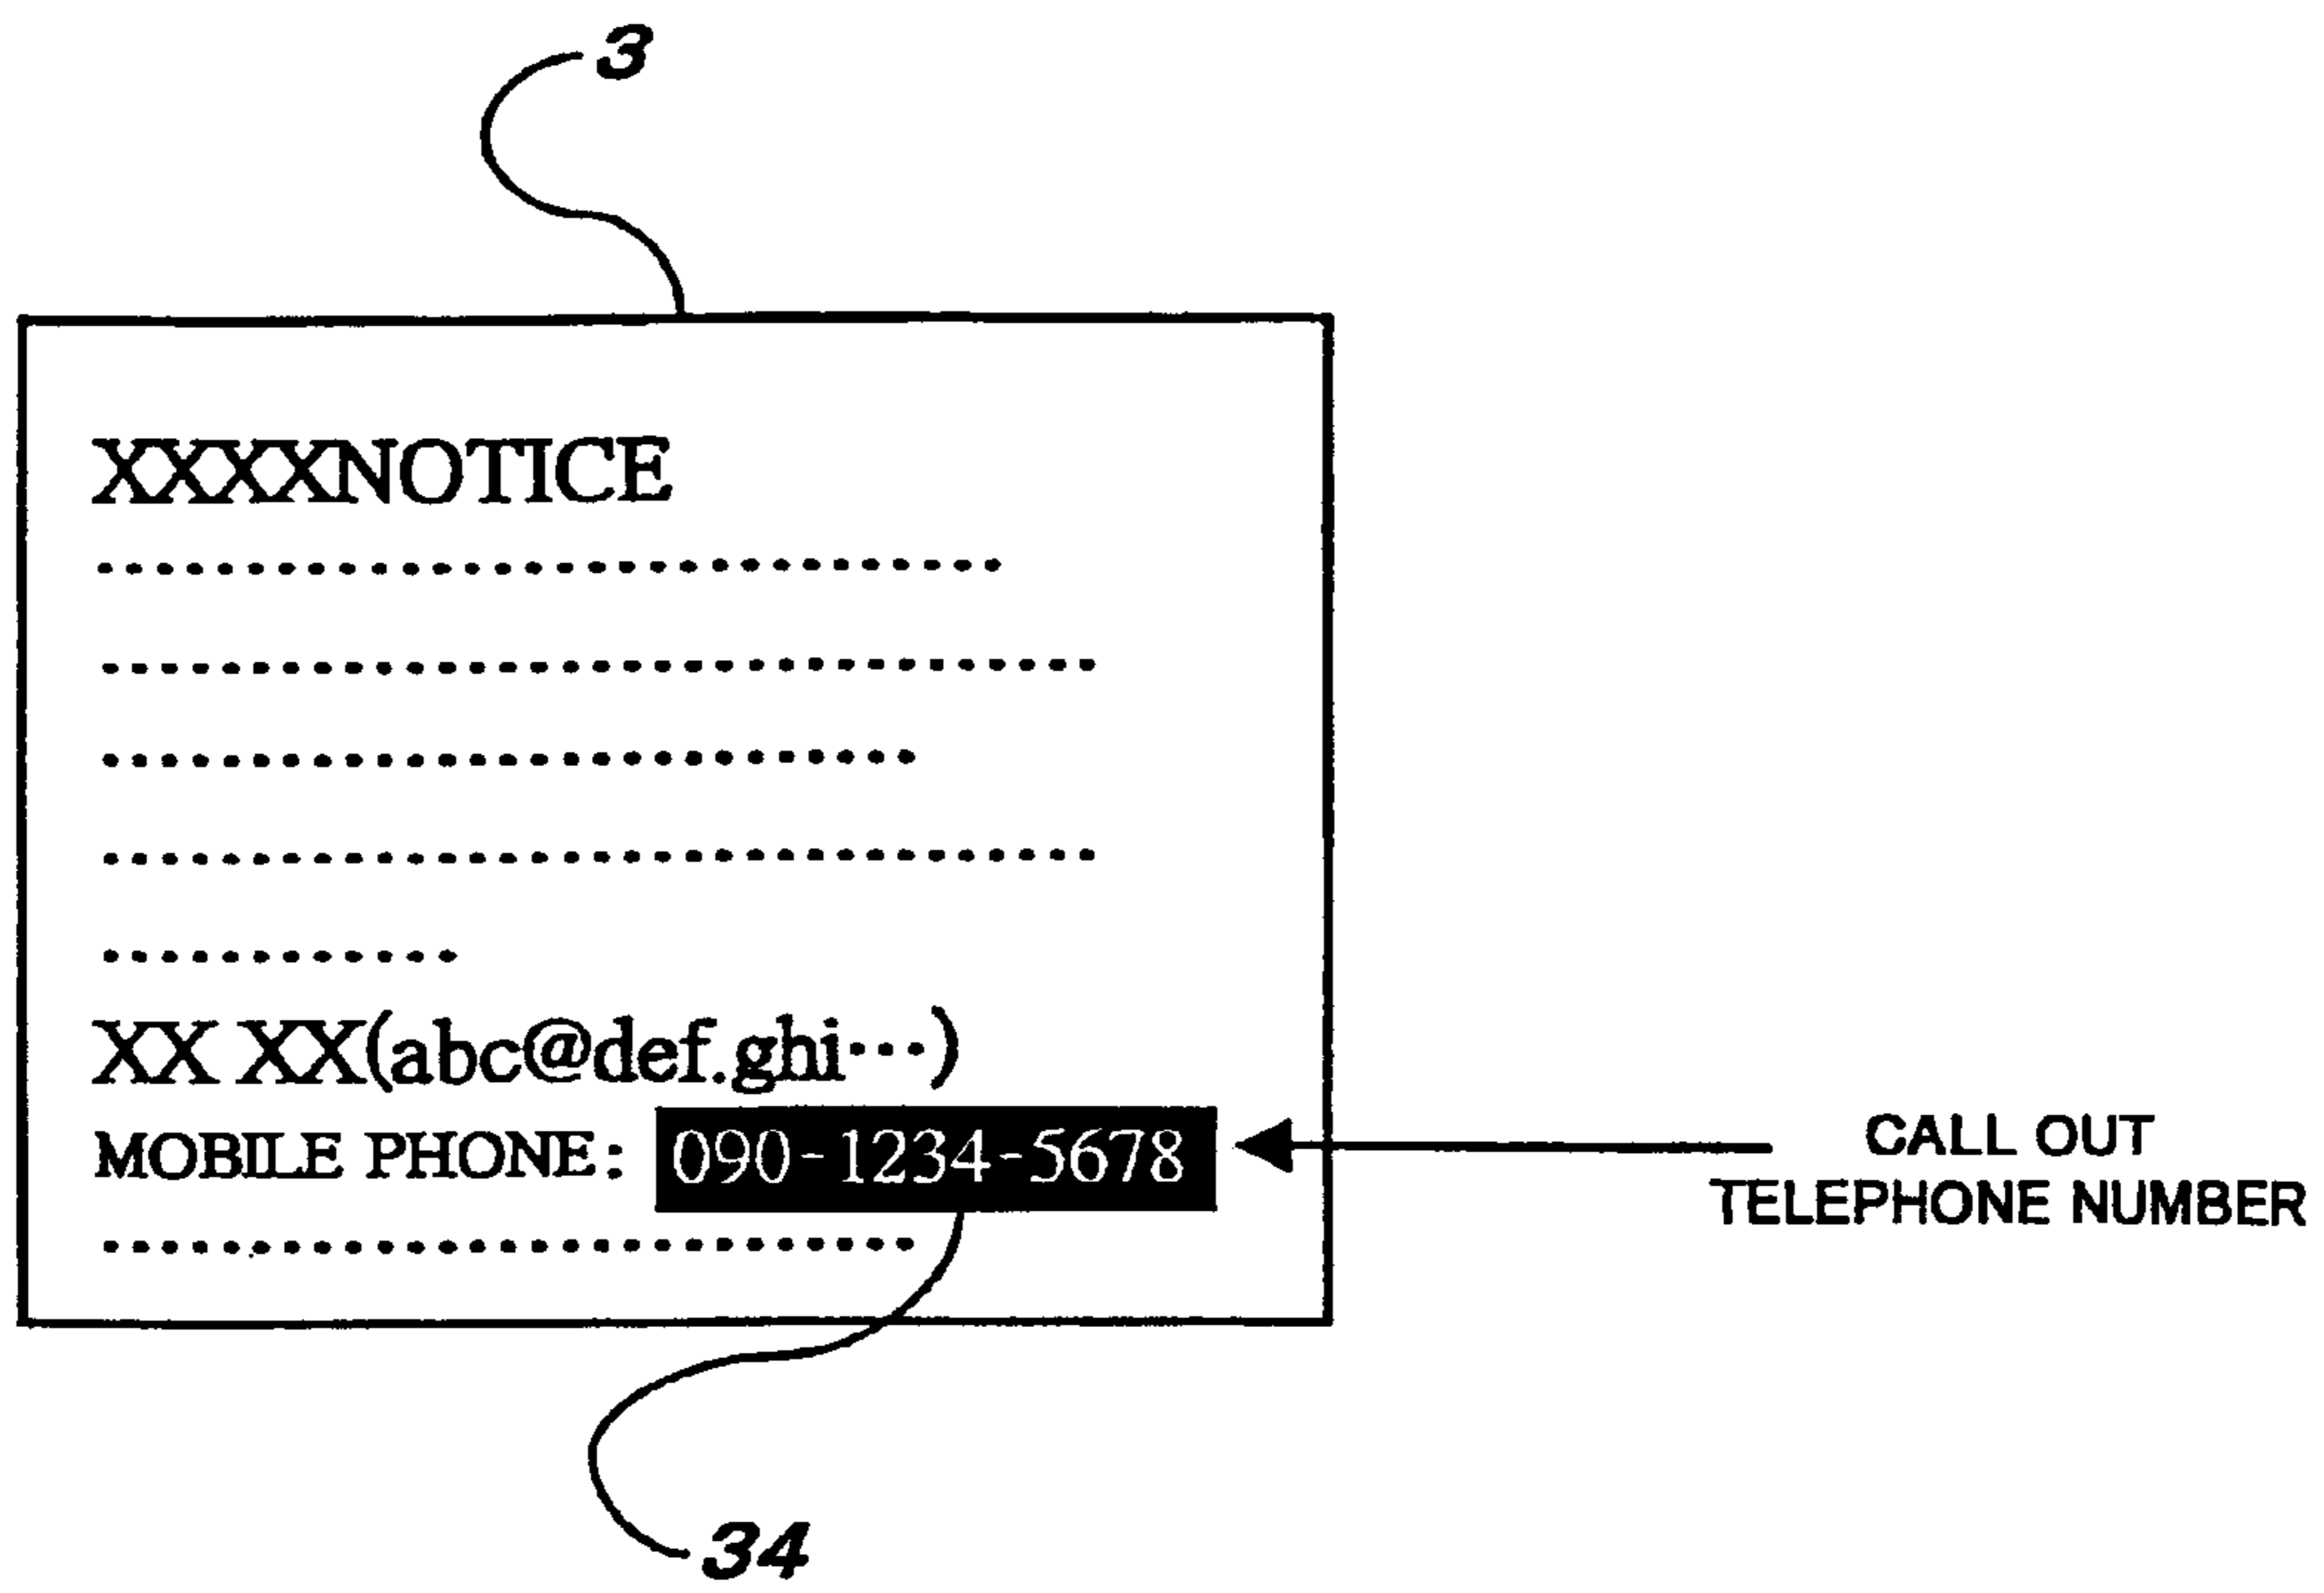 3
XXXXNOTICE
..............................
.................................
...........................
.................................
............
XX XX(abc@def.ghi…)
MOBILE PHONE: 090-1234-5678
CALL OUT
TELEPHONE NUMBER
...........................
34